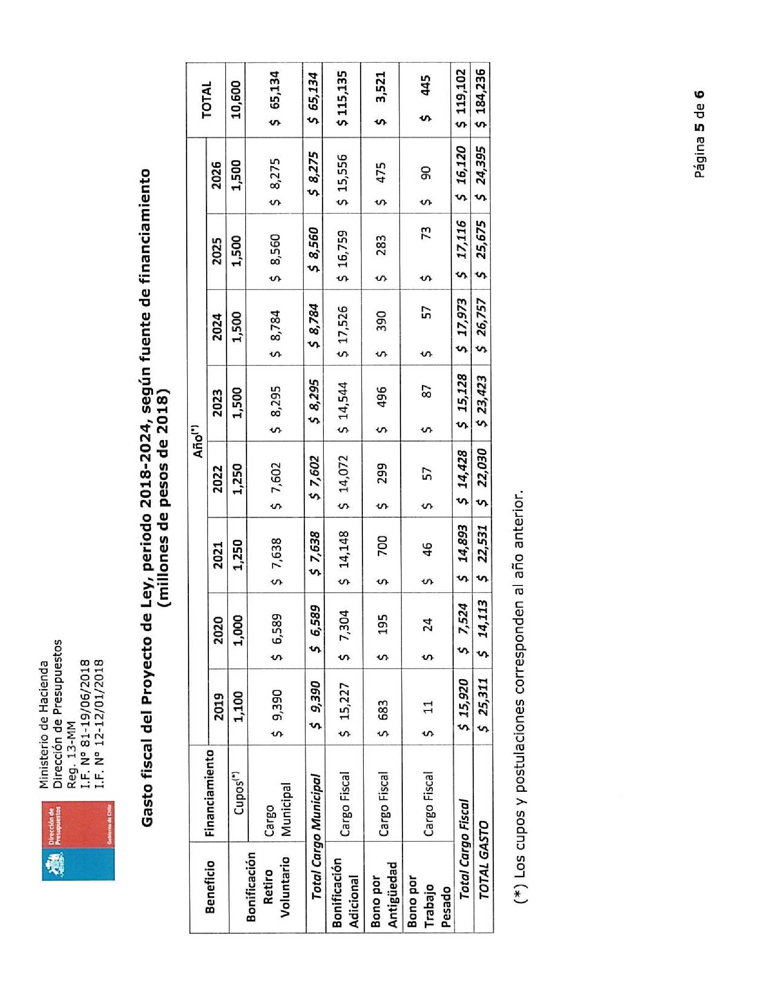 Dirección de
Presupuestos
Gobierno de Chile
Ministerio de Hacienda
Dirección de Presupuestos
Reg. 13-MM
I.F. N° 81-19/06/2018
I.F. N° 12-12/01/2018
Gasto fiscal del Proyecto de Ley, periodo 2018-2024, según fuente de financiamiento
(millones de pesos de 2018)
Beneficio Financiamiento Año(*) TOTAL
2019 2020 2021 2022 2023 2024 2025 2026
Cupos(*) 1,100 1,000 1,250 1,250 1,500 1,500 1,500 1,500 10,600
Bonificación
Retiro
Voluntario
Cargo
Municipal
$ 9,390 $ 6,589 $ 7,638 $ 7,602 $ 8,295 $ 8,784 $ 8,560 $ 8,275 $ 65,134
Total Cargo Municipal $ 9,390 $ 6,589 $ 7,638 $ 7,602 $ 8,295 $ 8,784 $ 8,560 $ 8,275 $ 65,134
Bonificación
Adicional
Cargo Fiscal $ 15,227 $ 7,304 $ 14,148 $ 14,072 $ 14,544 $ 17,526 $ 16,759 $ 15,556 $ 115,135
Bono por
Antigüedad
Cargo Fiscal $ 683 $ 195 $ 700 $ 299 $ 496 $ 390 $ 283 $ 475 $ 3,521
Bono por
Trabajo
Pesado
Cargo Fiscal $ 11 $ 24 $ 46 $ 57 $ 87 $ 57 $ 73 $ 90 $ 445
Total Cargo Fiscal $ 15,920 $ 7,524 $ 14,893 $ 14,428 $ 15,128 $ 17,973 $ 17,116 $ 16,120 $ 119,102
TOTAL GASTO $ 25,311 $ 14,113 $ 22,531 $ 22,030 $ 23,423 $ 26,757 $ 25,675 $ 24,395 $ 184,236
(*) Los cupos y postulaciones corresponden al año anterior.
Página 5 de 6